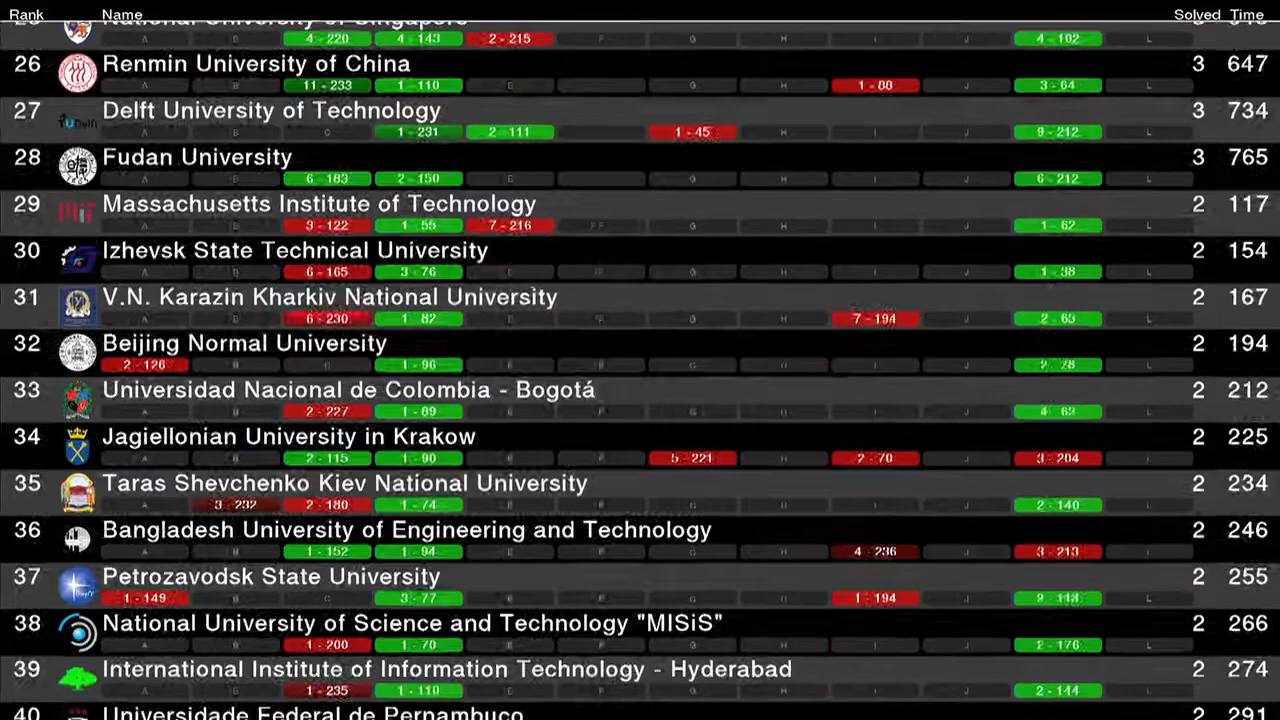 Rank Name Solved Time
National University of Singapore
A B 4 - 220 4 - 143 2 - 215 F G H I J 4 - 102 L
26 Renmin University of China 3 647
A B 11 - 233 1 - 110 G H 1 - 88 J 3 - 64 L
27 Delft University of Technology 3 734
A B C 1 - 231 2 - 111 1 - 45 H I J 9 - 212 L
28 Fudan University 3 765
A B 6 - 183 2 - 150 E G H I J 6 - 212 L
29 Massachusetts Institute of Technology 2 117
A B 3 - 122 1 - 55 7 - 216 G H I J 1 - 62 L
30 Izhevsk State Technical University 2 154
A B 6 - 165 3 - 76 E G H I J 1 - 38 L
31 V.N. Karazin Kharkiv National University 2 167
A B 6 - 230 1 - 82 E G H 7 - 194 J 2 - 65 L
32 Beijing Normal University 2 194
2 - 126 B C 1 - 96 E F G H I J 2 - 78 L
33 Universidad Nacional de Colombia - Bogotá 2 212
A B 2 - 227 1 - 89 E F G H I J 4 - 63 L
34 Jagiellonian University in Krakow 2 225
A B 2 - 115 1 - 90 E F 5 - 221 H 2 - 70 J 3 - 204 L
35 Taras Shevchenko Kiev National University 2 234
A 3 - 232 2 - 180 1 - 74 E F G H I J 2 - 140 L
36 Bangladesh University of Engineering and Technology 2 246
A B 1 - 152 1 - 94 E F G H 4 - 236 J 3 - 213
37 Petrozavodsk State University 2 255
1 - 149 B C 3 - 77 E F G H 1 - 194 J 2 - 118 L
38 National University of Science and Technology "MISiS" 2 266
A B 1 - 200 1 - 70 E F G H I J 2 - 176 L
39 International Institute of Information Technology - Hyderabad 2 274
A B 1 - 235 1 - 110 E F G H I J 2 - 144 L
40 Universidade Federal de Pernambuco 2 291